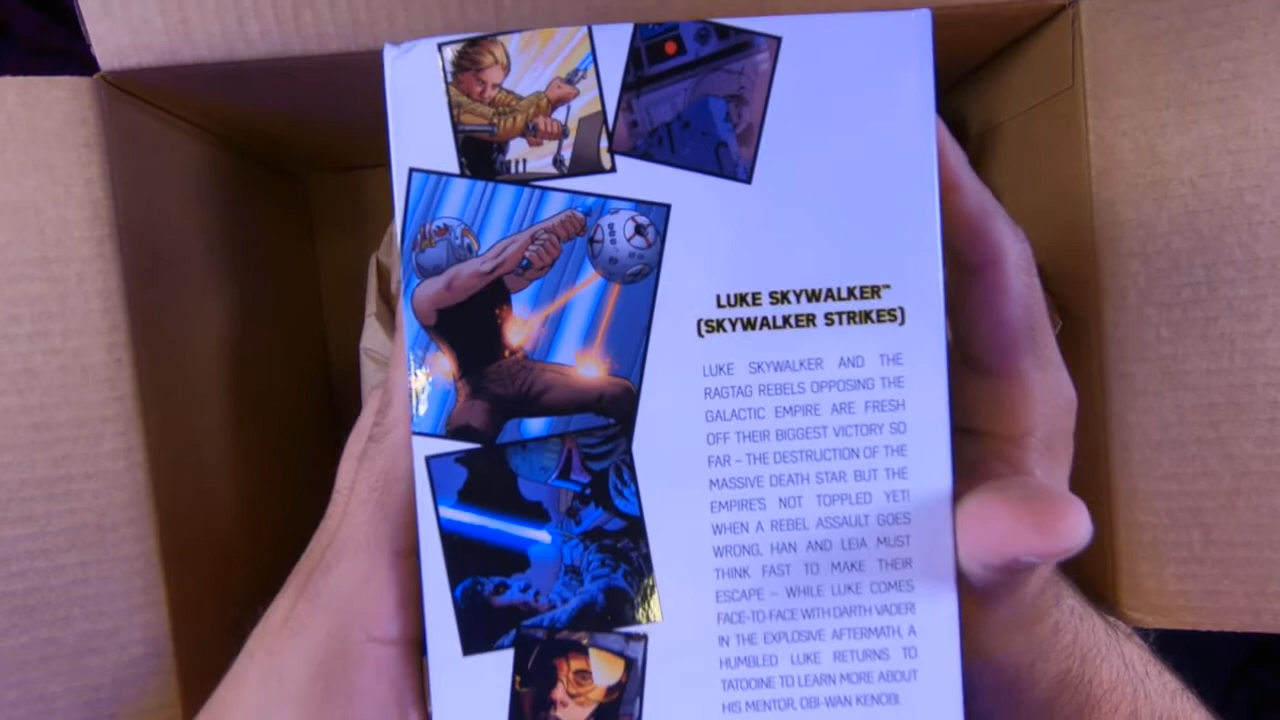 LUKE SKYWALKER™
(SKYWALKER STRIKES)
LUKE SKYWALKER AND THE
RAGTAG REBELS OPPOSING THE
GALACTIC EMPIRE ARE FRESH
OFF THEIR BIGGEST VICTORY SO
FAR – THE DESTRUCTION OF THE
MASSIVE DEATH STAR. BUT THE
EMPIRE'S NOT TOPPLED YET!
WHEN A REBEL ASSAULT GOES
WRONG, HAN AND LEIA MUST
THINK FAST TO MAKE THEIR
ESCAPE – WHILE LUKE COMES
FACE-TO-FACE WITH DARTH VADER!
IN THE EXPLOSIVE AFTERMATH, A
HUMBLED LUKE RETURNS TO
TATOOINE TO LEARN MORE ABOUT
HIS MENTOR, OBI-WAN KENOBI.